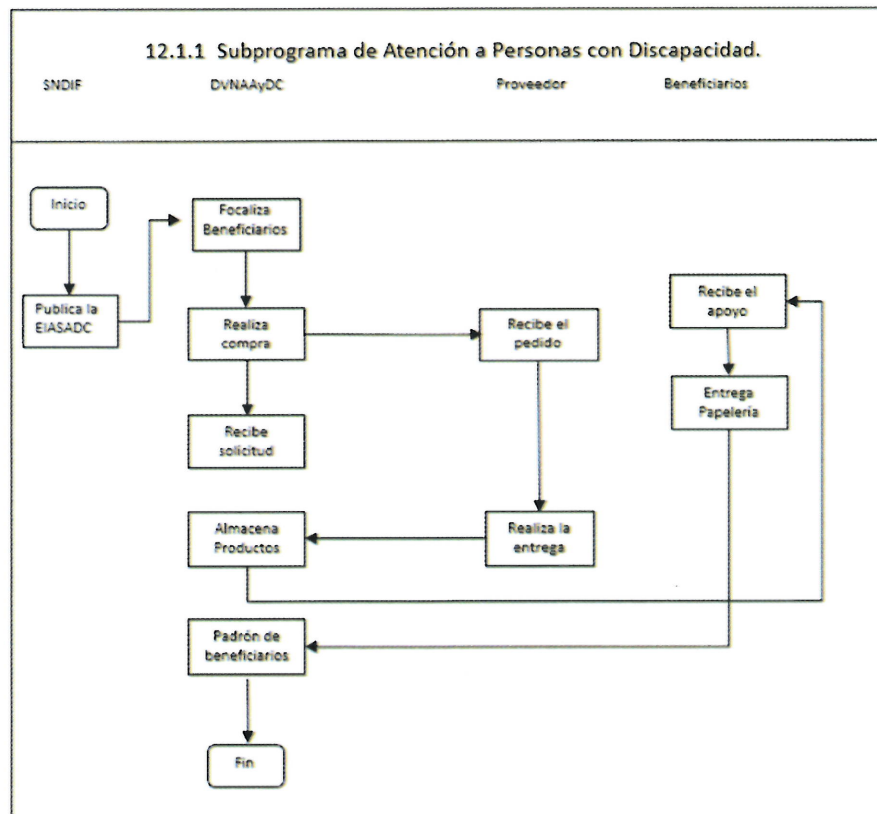 12.1.1 Subprograma de Atención a Personas con Discapacidad.
SNDIF DVNAAyDC Proveedor Beneficiarios
Inicio
Publica la
EIASADC
Focaliza
Beneficiarios
Realiza
compra
Recibe
solicitud
Recibe el
pedido
Realiza la
entrega
Almacena
Productos
Recibe el
apoyo
Entrega
Papelería
Padrón de
beneficiarios
Fin